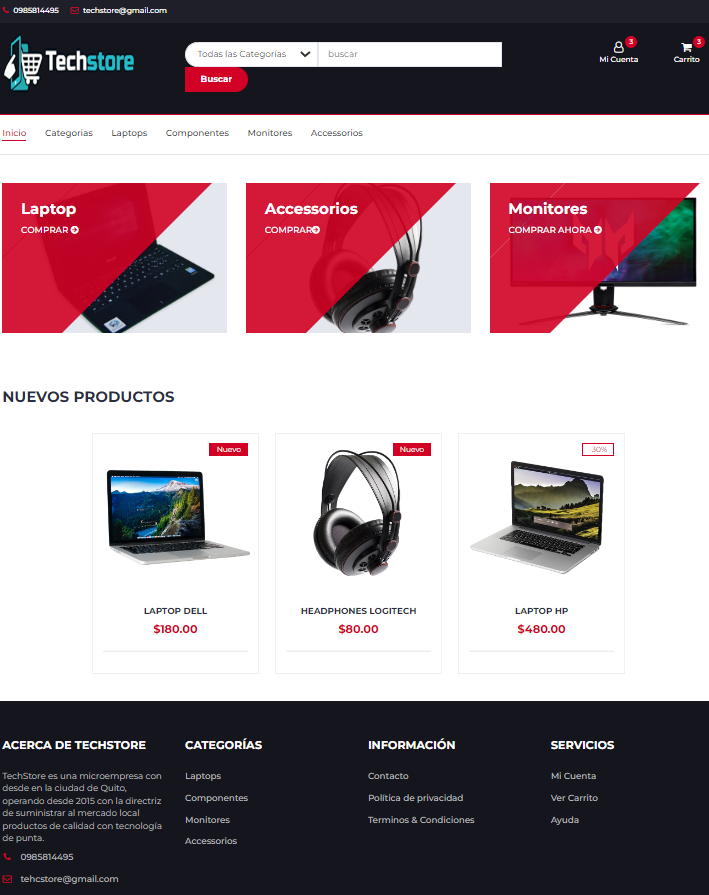 0985814495 techstore@gmail.com
Techstore
Todas las Categorías buscar
Buscar
3
Mi Cuenta
3
Carrito
Inicio Categorias Laptops Componentes Monitores Accessorios
Laptop
COMPRAR
Accessorios
COMPRAR
Monitores
COMPRAR AHORA
NUEVOS PRODUCTOS
Nuevo
LAPTOP DELL
$180.00
Nuevo
HEADPHONES LOGITECH
$80.00
-30%
LAPTOP HP
$480.00
ACERCA DE TECHSTORE
TechStore es una microempresa con
desde en la ciudad de Quito,
operando desde 2015 con la directriz
de suministrar al mercado local
productos de calidad con tecnología
de punta.
0985814495
tehcstore@gmail.com
CATEGORÍAS
Laptops
Componentes
Monitores
Accessorios
INFORMACIÓN
Contacto
Política de privacidad
Terminos & Condiciones
SERVICIOS
Mi Cuenta
Ver Carrito
Ayuda